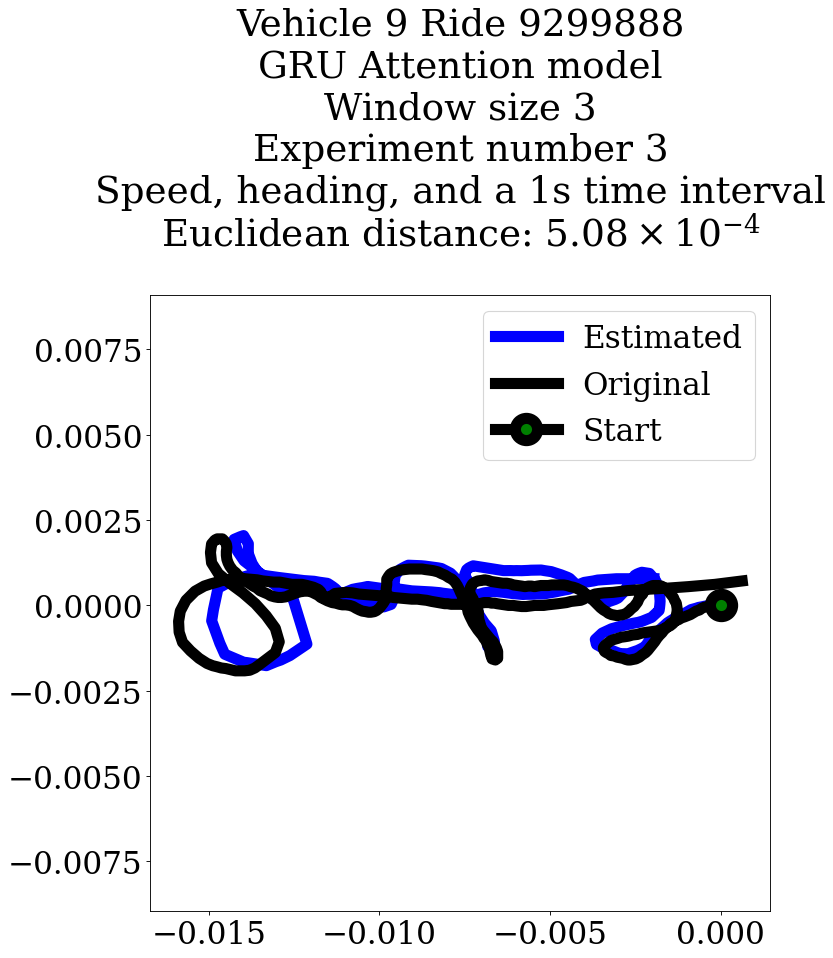 Vehicle 9 Ride 9299888
GRU Attention model
Window size 3
Experiment number 3
Speed, heading, and a 1s time interval
Euclidean distance: 5.08 × 10⁻⁴
Estimated
Original
Start
0.0075
0.0050
0.0025
0.0000
−0.0025
−0.0050
−0.0075
−0.015 −0.010 −0.005 0.000